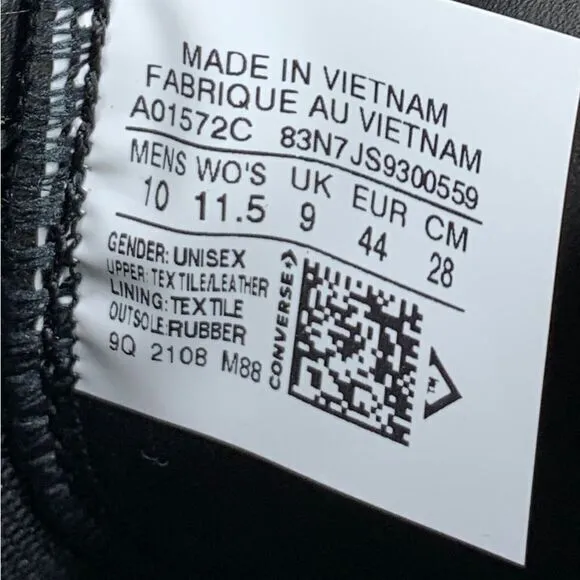 MADE IN VIETNAM
FABRIQUE AU VIETNAM
A01572C 83N7JS9300559
MENS WO'S UK EUR CM
10 11.5 9 44 28
GENDER: UNISEX
UPPER: TEXTILE/LEATHER
LINING: TEXTILE
OUTSOLE: RUBBER
9Q 2108 M88
CONVERSE
TM